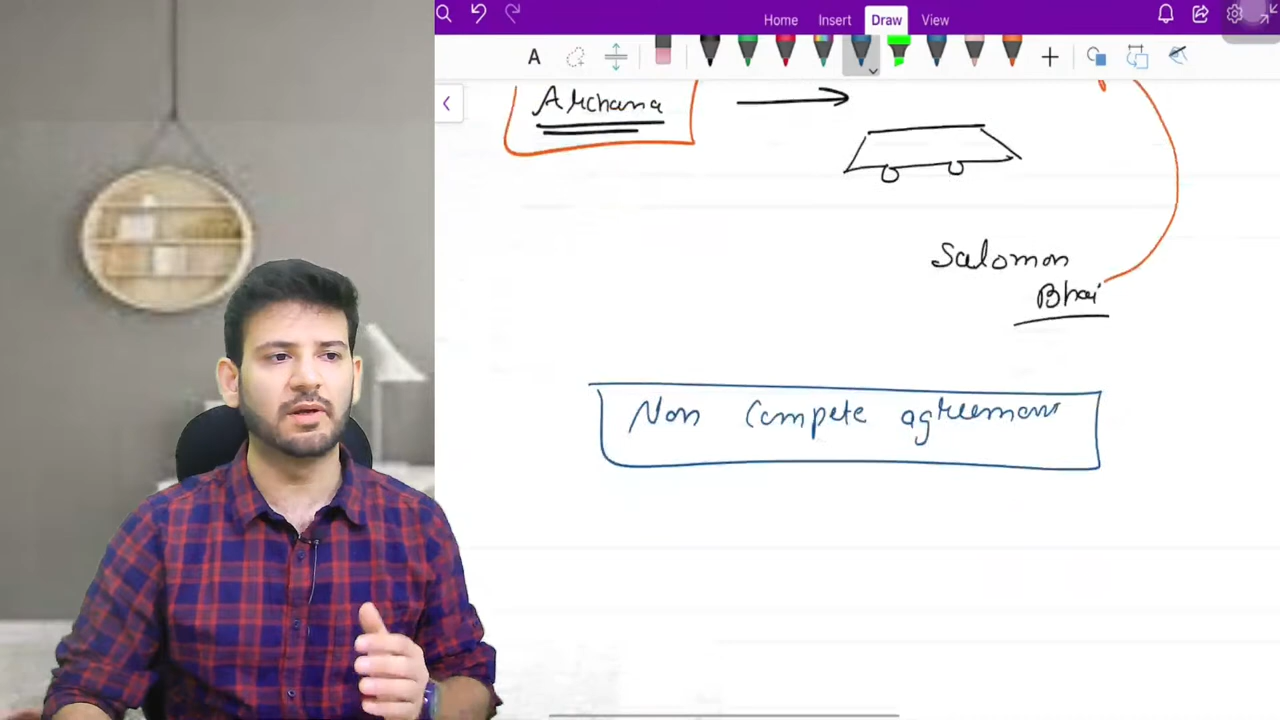 Home Insert Draw View
A
Archana
Salomon
Bhai
Non Compete agreement